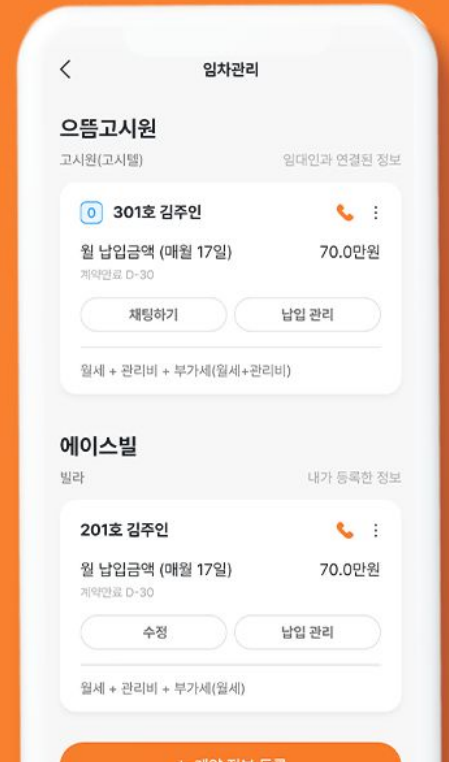 임차관리
으뜸고시원
고시원(고시텔) 임대인과 연결된 정보
0 301호 김주인
월 납입금액 (매월 17일) 70.0만원
계약만료 D-30
채팅하기 납입 관리
월세 + 관리비 + 부가세(월세+관리비)
에이스빌
빌라 내가 등록한 정보
201호 김주인
월 납입금액 (매월 17일) 70.0만원
계약만료 D-30
수정 납입 관리
월세 + 관리비 + 부가세(월세)